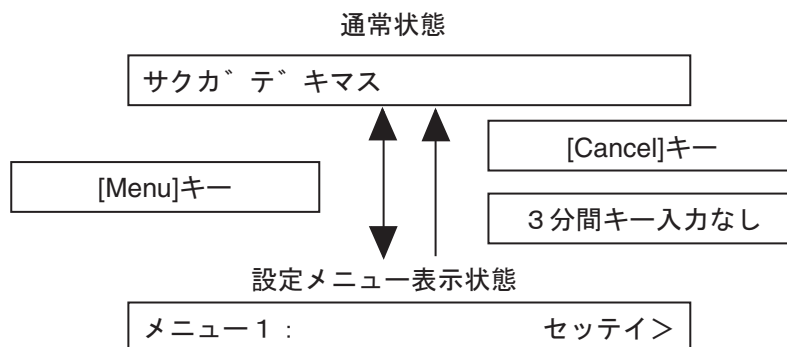 通常状態
サクカ゛テ゛キマス
[Menu]キー
[Cancel]キー
３分間キー入力なし
設定メニュー表示状態
メニュー１： セッテイ＞